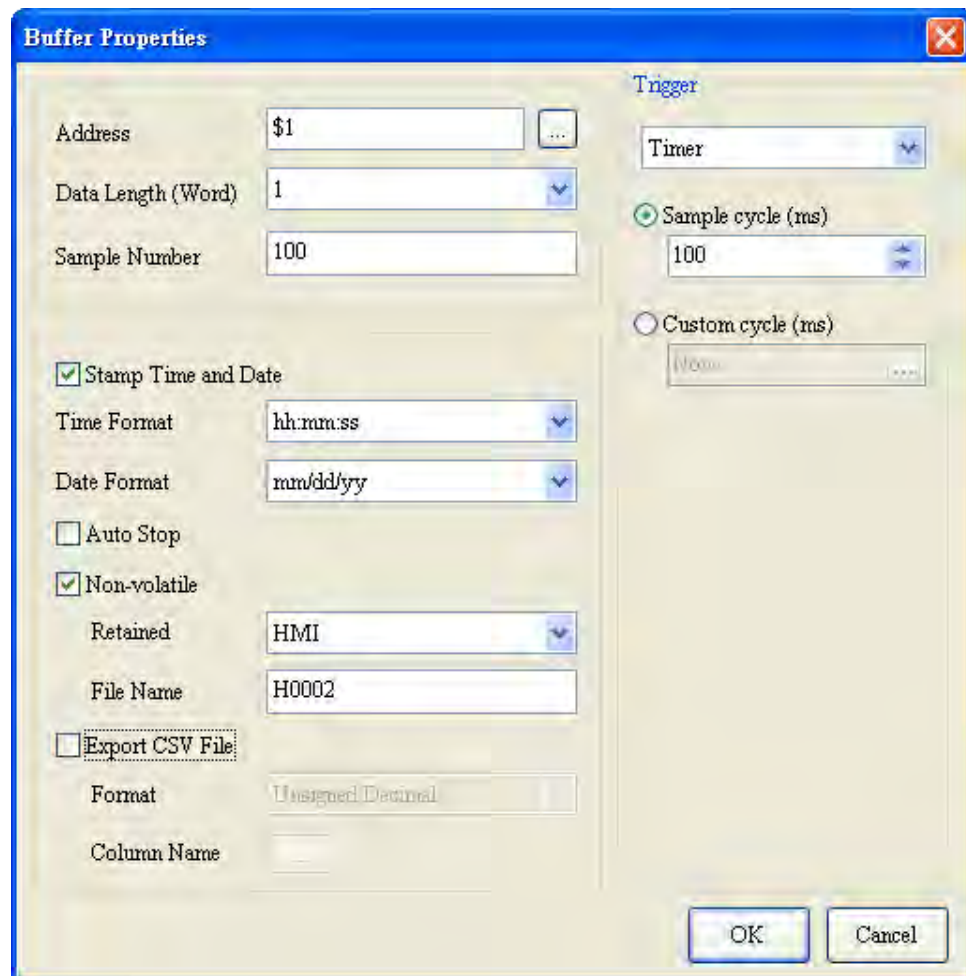 Buffer Properties
Address
$1
...
Data Length (Word)
1
Sample Number
100
Stamp Time and Date
Time Format
hh:mm:ss
Date Format
mm/dd/yy
Auto Stop
Non-volatile
Retained
HMI
File Name
H0002
Export CSV File
Format
Unsigned Decimal
Column Name
Trigger
Timer
Sample cycle (ms)
100
Custom cycle (ms)
None
...
OK
Cancel